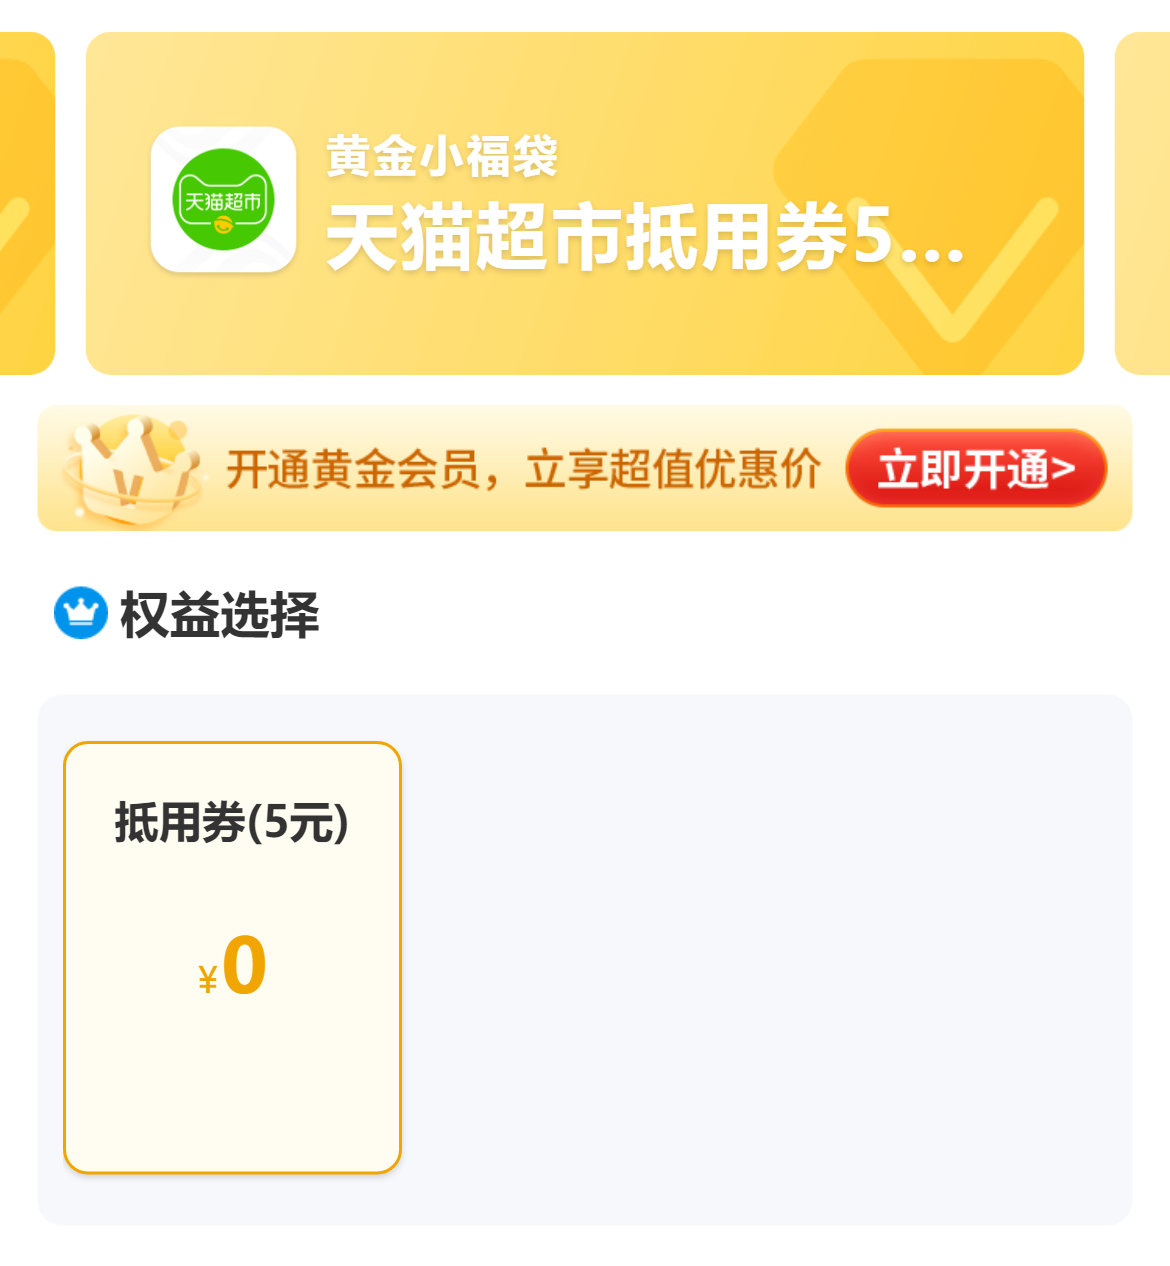 黄金小福袋
天猫超市
天猫超市抵用券5...
开通黄金会员，立享超值优惠价
立即开通>
权益选择
抵用券(5元)
¥0